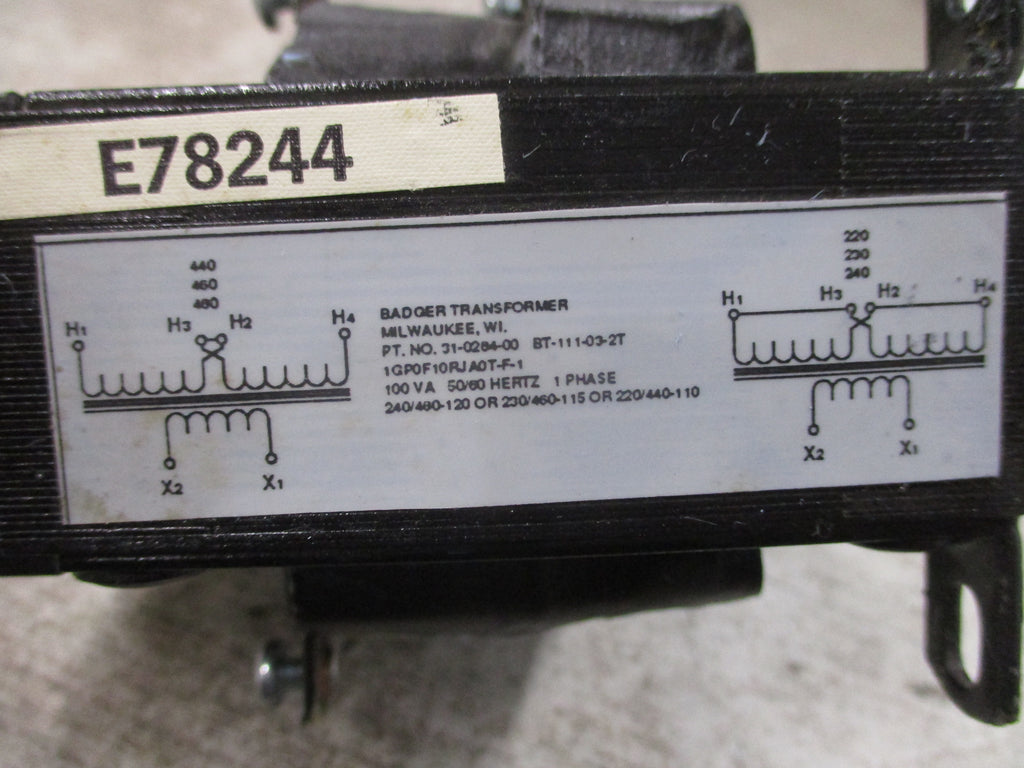 E78244
440
460
480
H1
H3
H2
H4
X2
X1
BADGER TRANSFORMER
MILWAUKEE, WI.
PT. NO. 31-0284-00 BT-111-03-2T
1GP0F10RJA0T-F-1
100 VA 50/60 HERTZ 1 PHASE
240/480-120 OR 230/460-115 OR 220/440-110
220
230
240
H1
H3
H2
H4
X2
X1